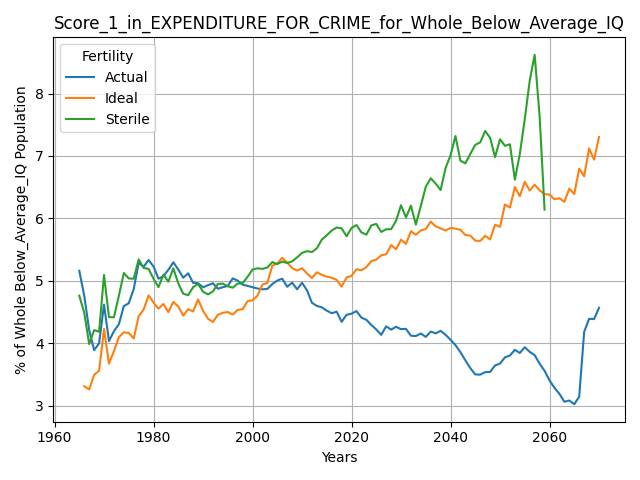 Score_1_in_EXPENDITURE_FOR_CRIME_for_Whole_Below_Average_IQ
Fertility
Actual
Ideal
Sterile
% of Whole Below_Average_IQ Population
8
7
6
5
4
3
1960
1980
2000
2020
2040
2060
Years